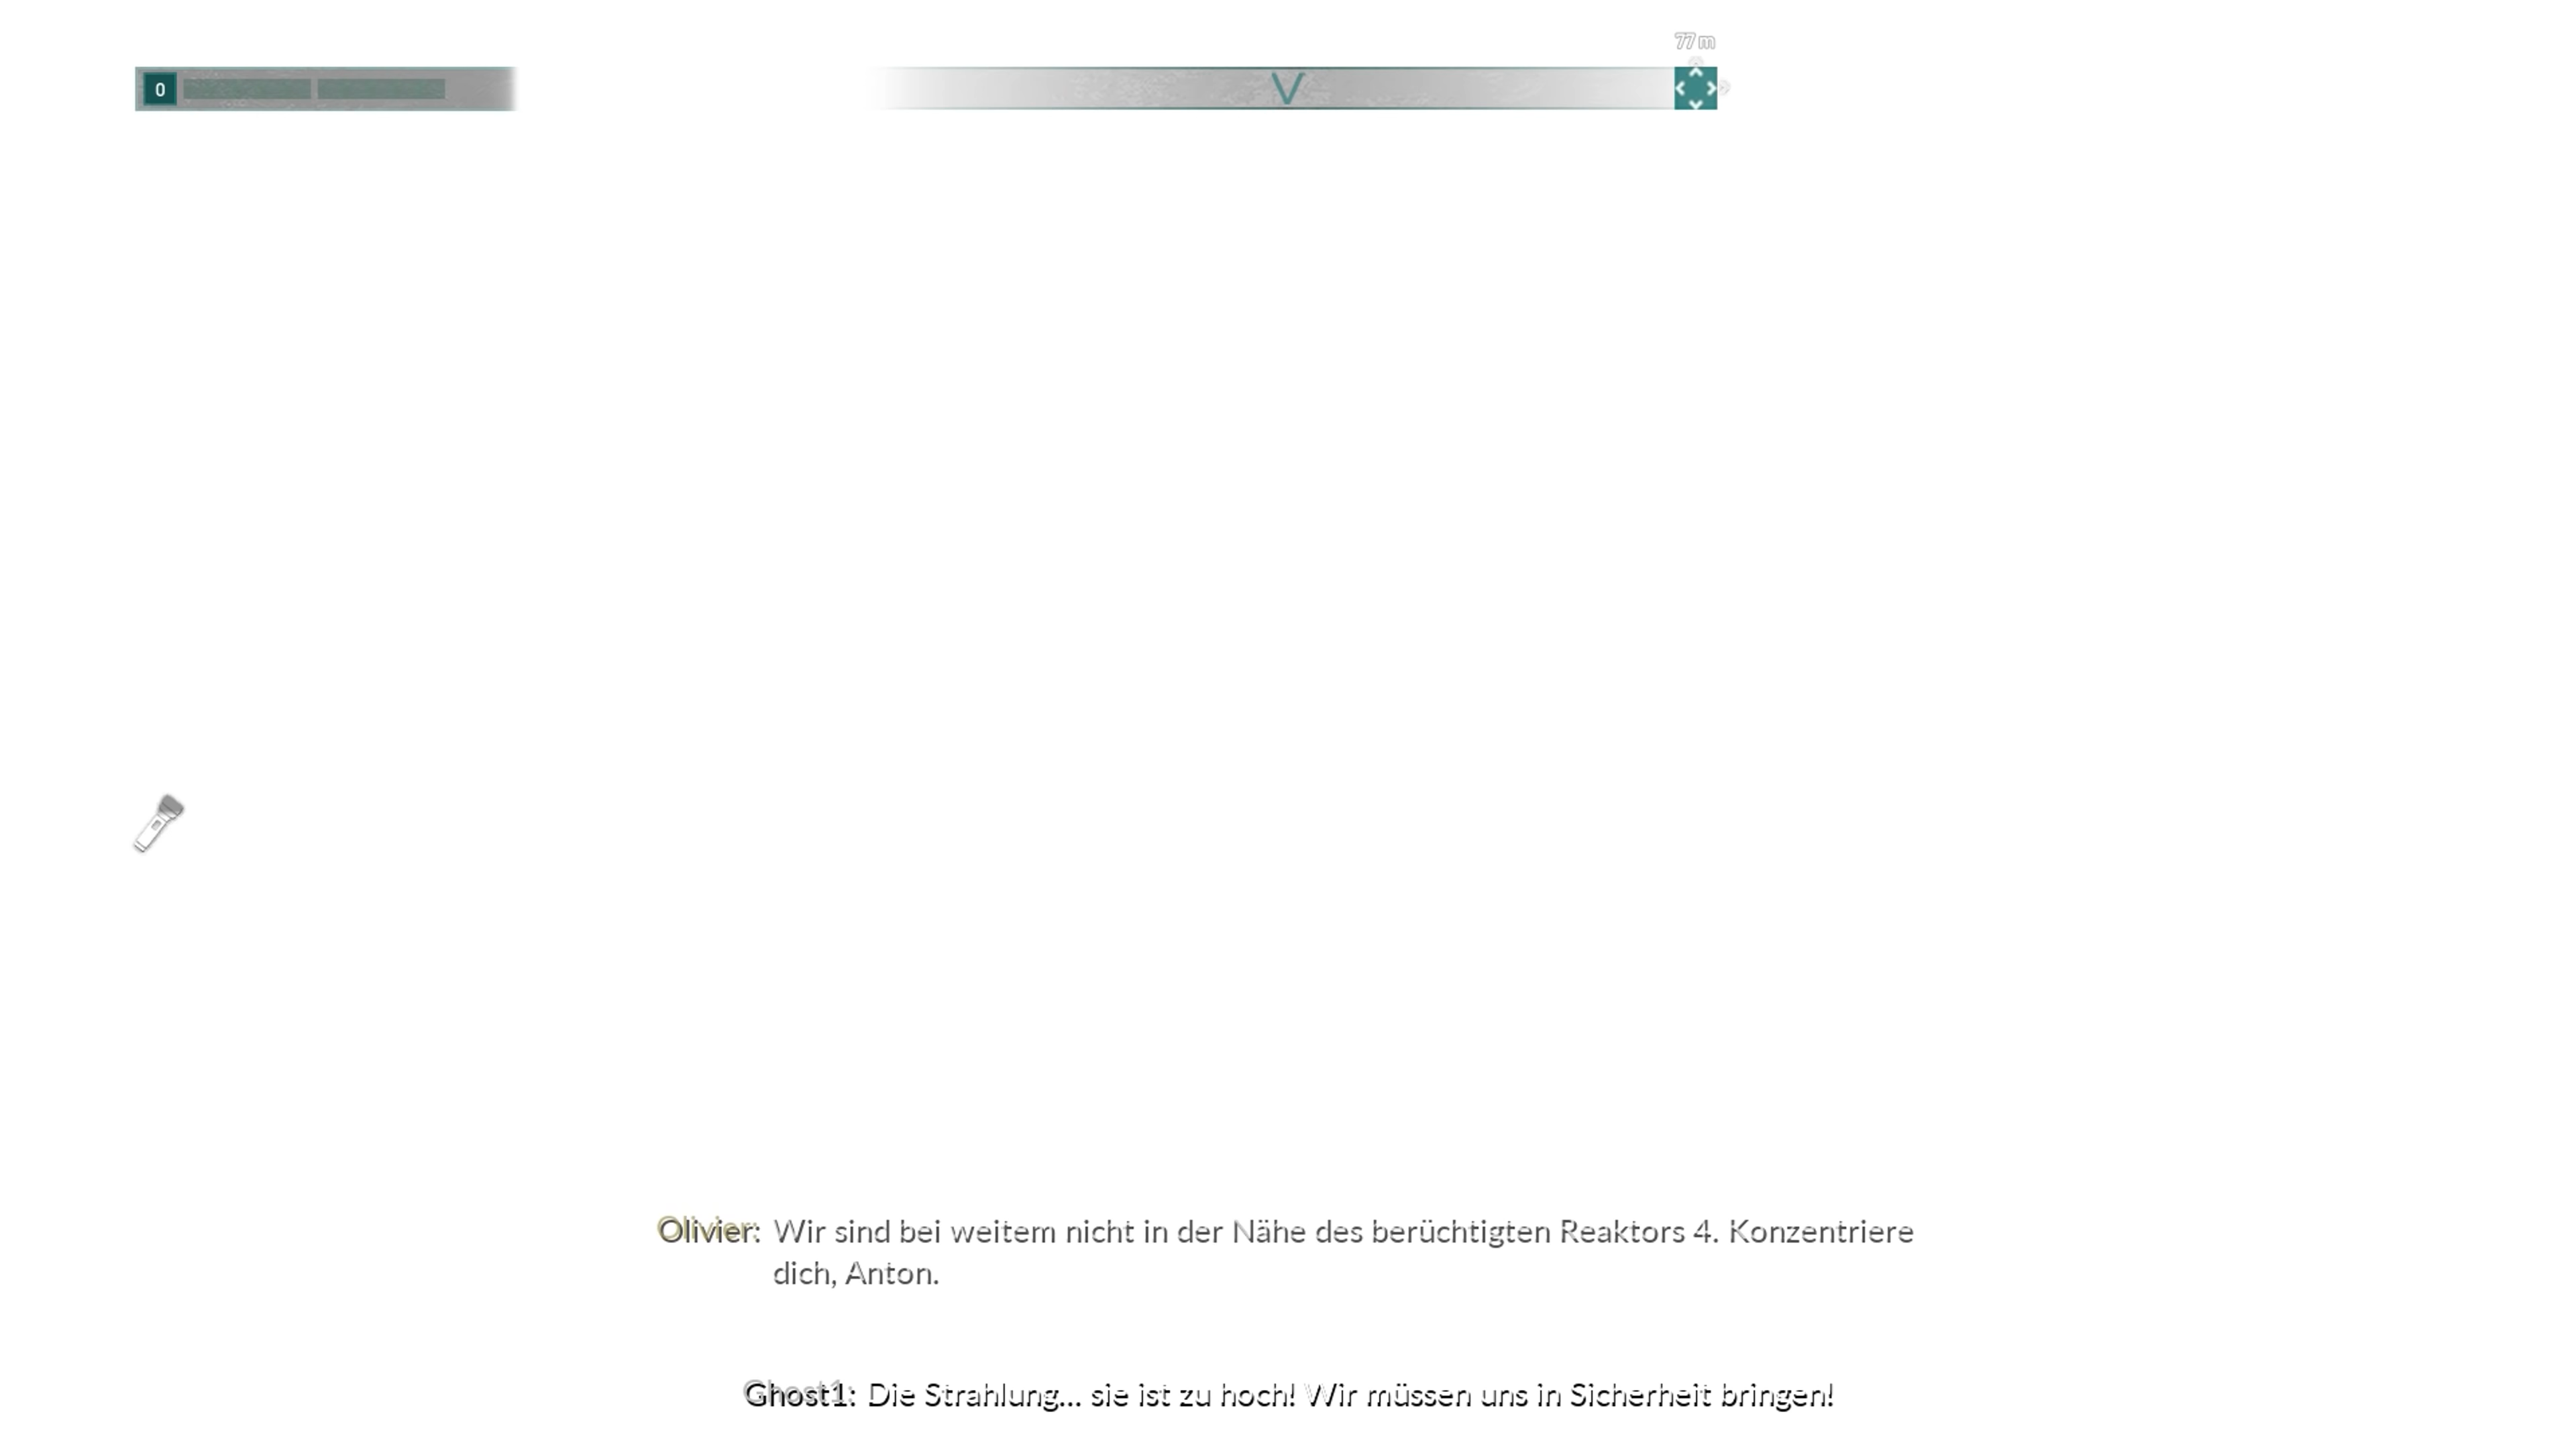 77m
0
V
Olivier: Wir sind bei weitem nicht in der Nähe des berüchtigten Reaktors 4. Konzentriere
dich, Anton.
Ghost1: Die Strahlung... sie ist zu hoch! Wir müssen uns in Sicherheit bringen!